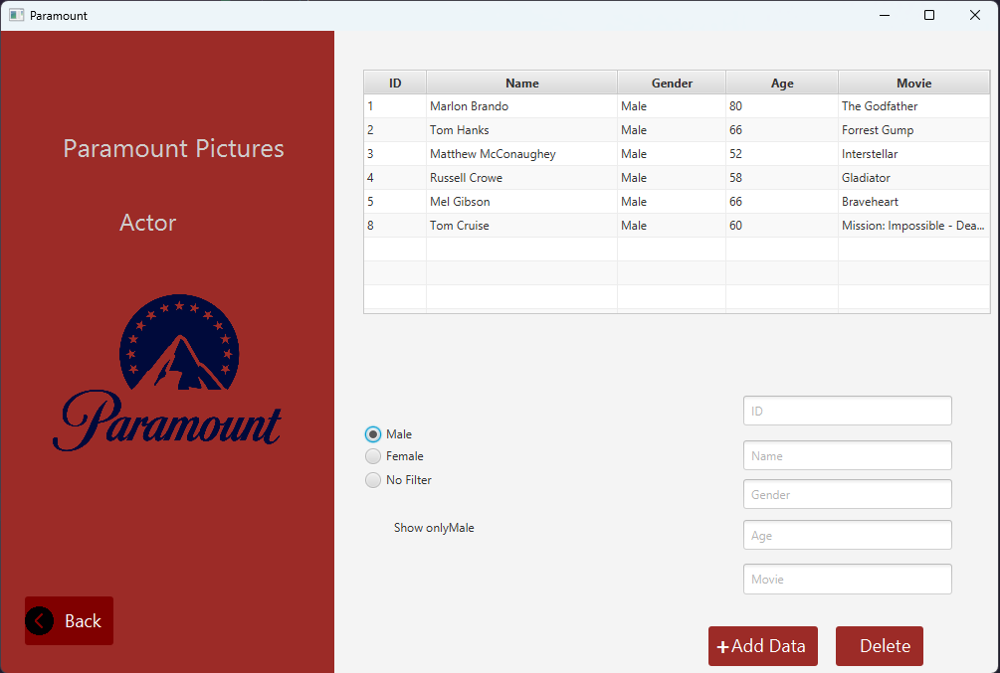 Paramount
Paramount Pictures
Actor
Paramount
Back
ID Name Gender Age Movie
1 Marlon Brando Male 80 The Godfather
2 Tom Hanks Male 66 Forrest Gump
3 Matthew McConaughey Male 52 Interstellar
4 Russell Crowe Male 58 Gladiator
5 Mel Gibson Male 66 Braveheart
8 Tom Cruise Male 60 Mission: Impossible - Dea...
Male
Female
No Filter
Show onlyMale
ID
Name
Gender
Age
Movie
+Add Data
Delete